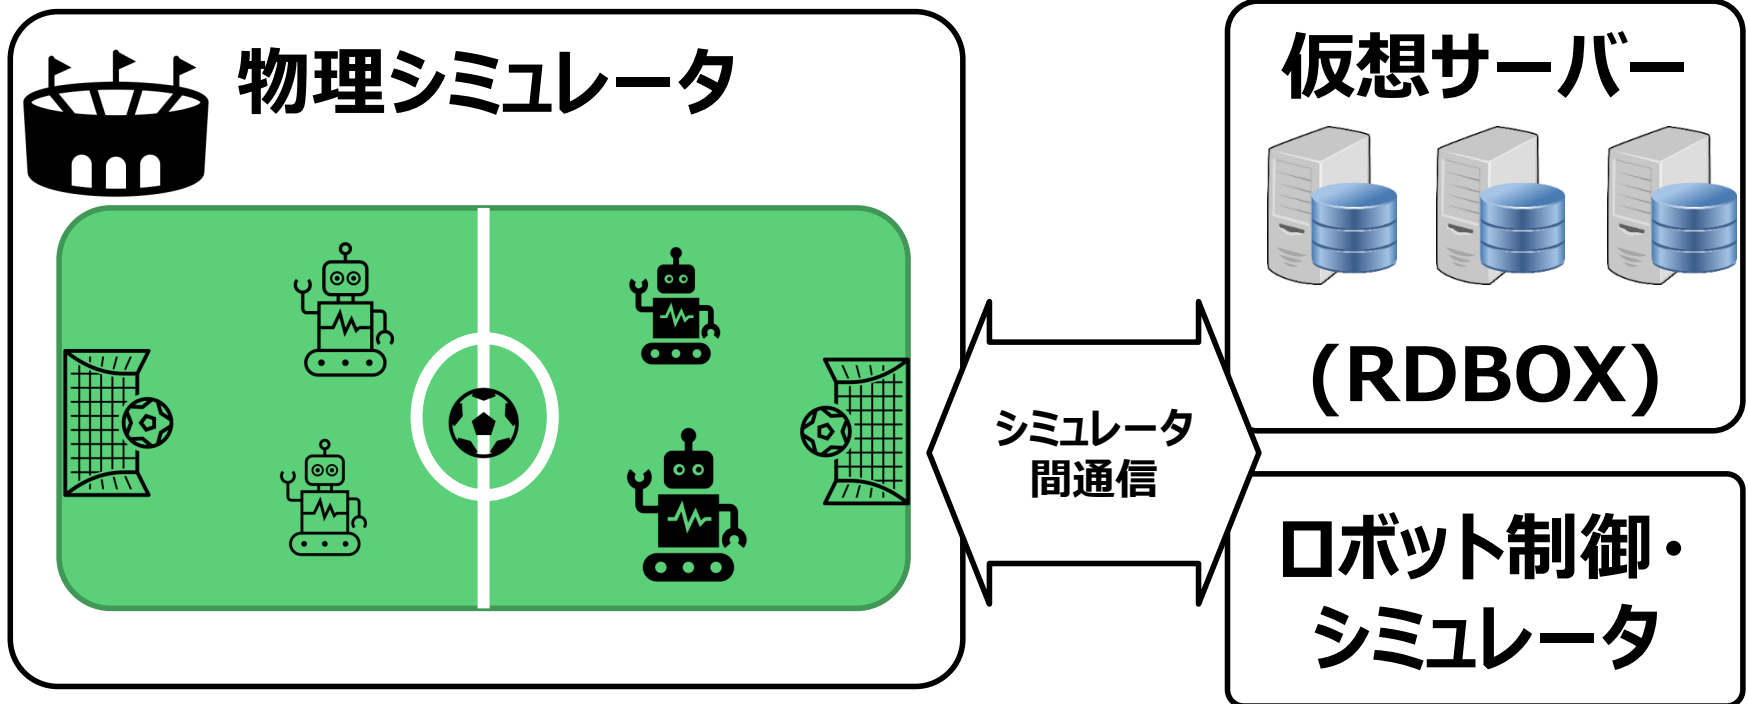 物理シミュレータ
仮想サーバー
(RDBOX)
シミュレータ
間通信
ロボット制御・
シミュレータ